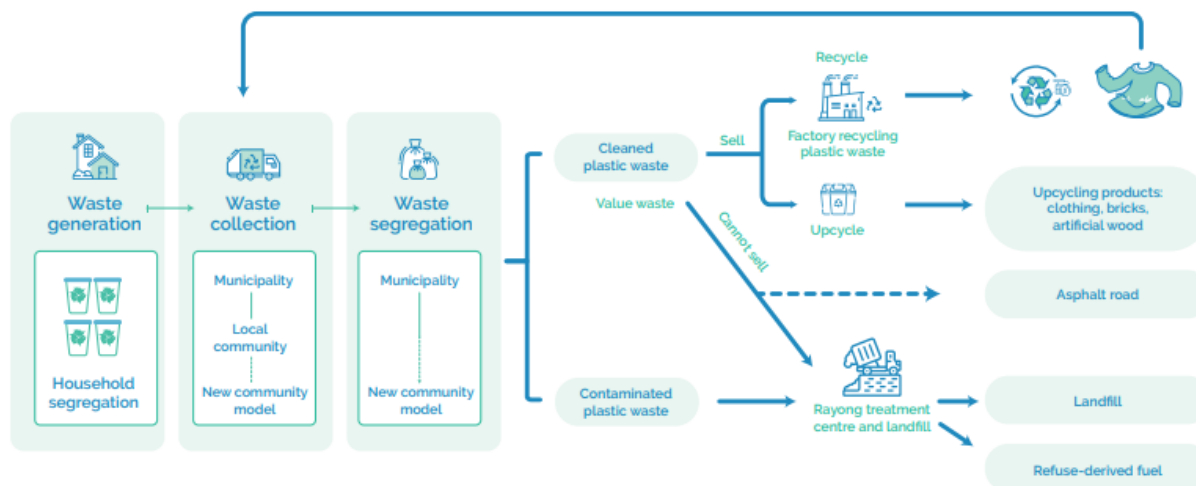 Waste
generation
Household
segregation
Waste
collection
Municipality
Local
community
New community
model
Waste
segregation
Municipality
New community
model
Cleaned
plastic waste
Value waste
Sell
Cannot sell
Contaminated
plastic waste
Recycle
Factory recycling
plastic waste
Upcycle
Rayong treatment
centre and landfill
Upcycling products:
clothing, bricks,
artificial wood
Asphalt road
Landfill
Refuse-derived fuel